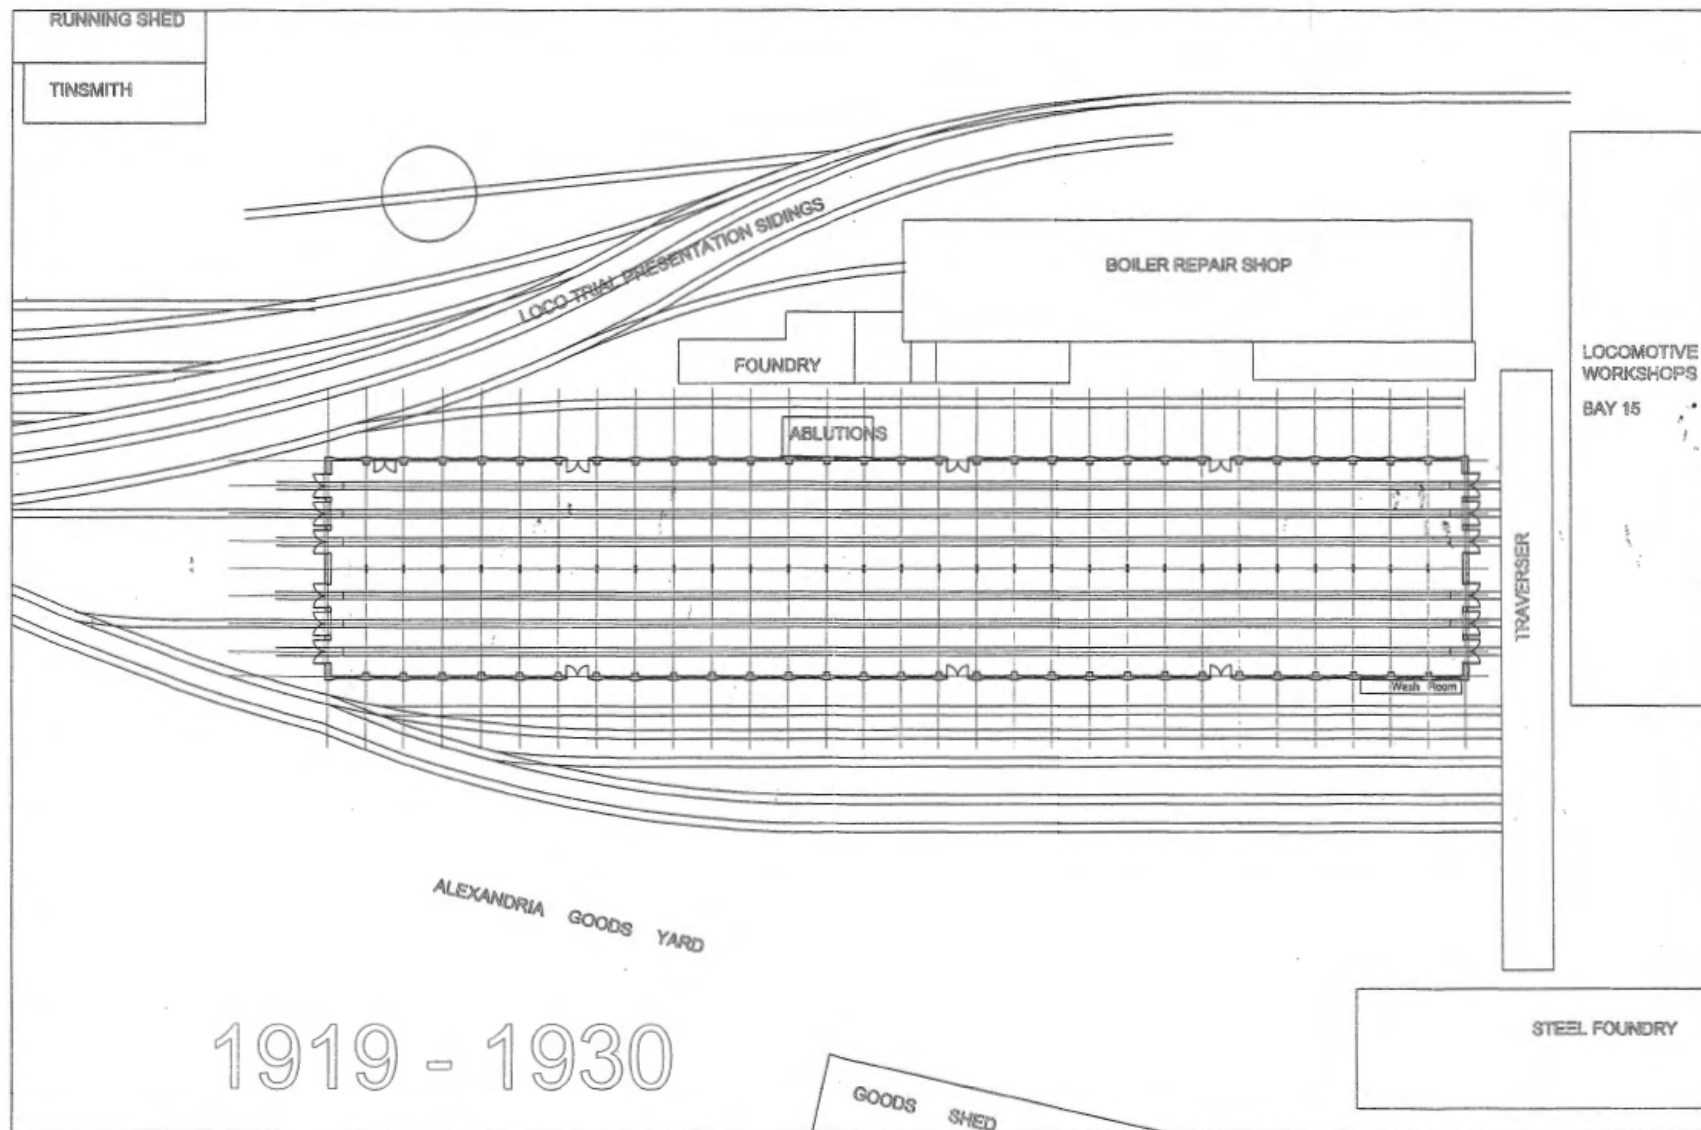 RUNNING SHED
TINSMITH
LOCO TRIAL PRESENTATION SIDINGS
BOILER REPAIR SHOP
FOUNDRY
LOCOMOTIVE
WORKSHOPS
BAY 15
ABLUTIONS
TRAVERSER
Wash Room
ALEXANDRIA GOODS YARD
1919 - 1930
STEEL FOUNDRY
GOODS SHED